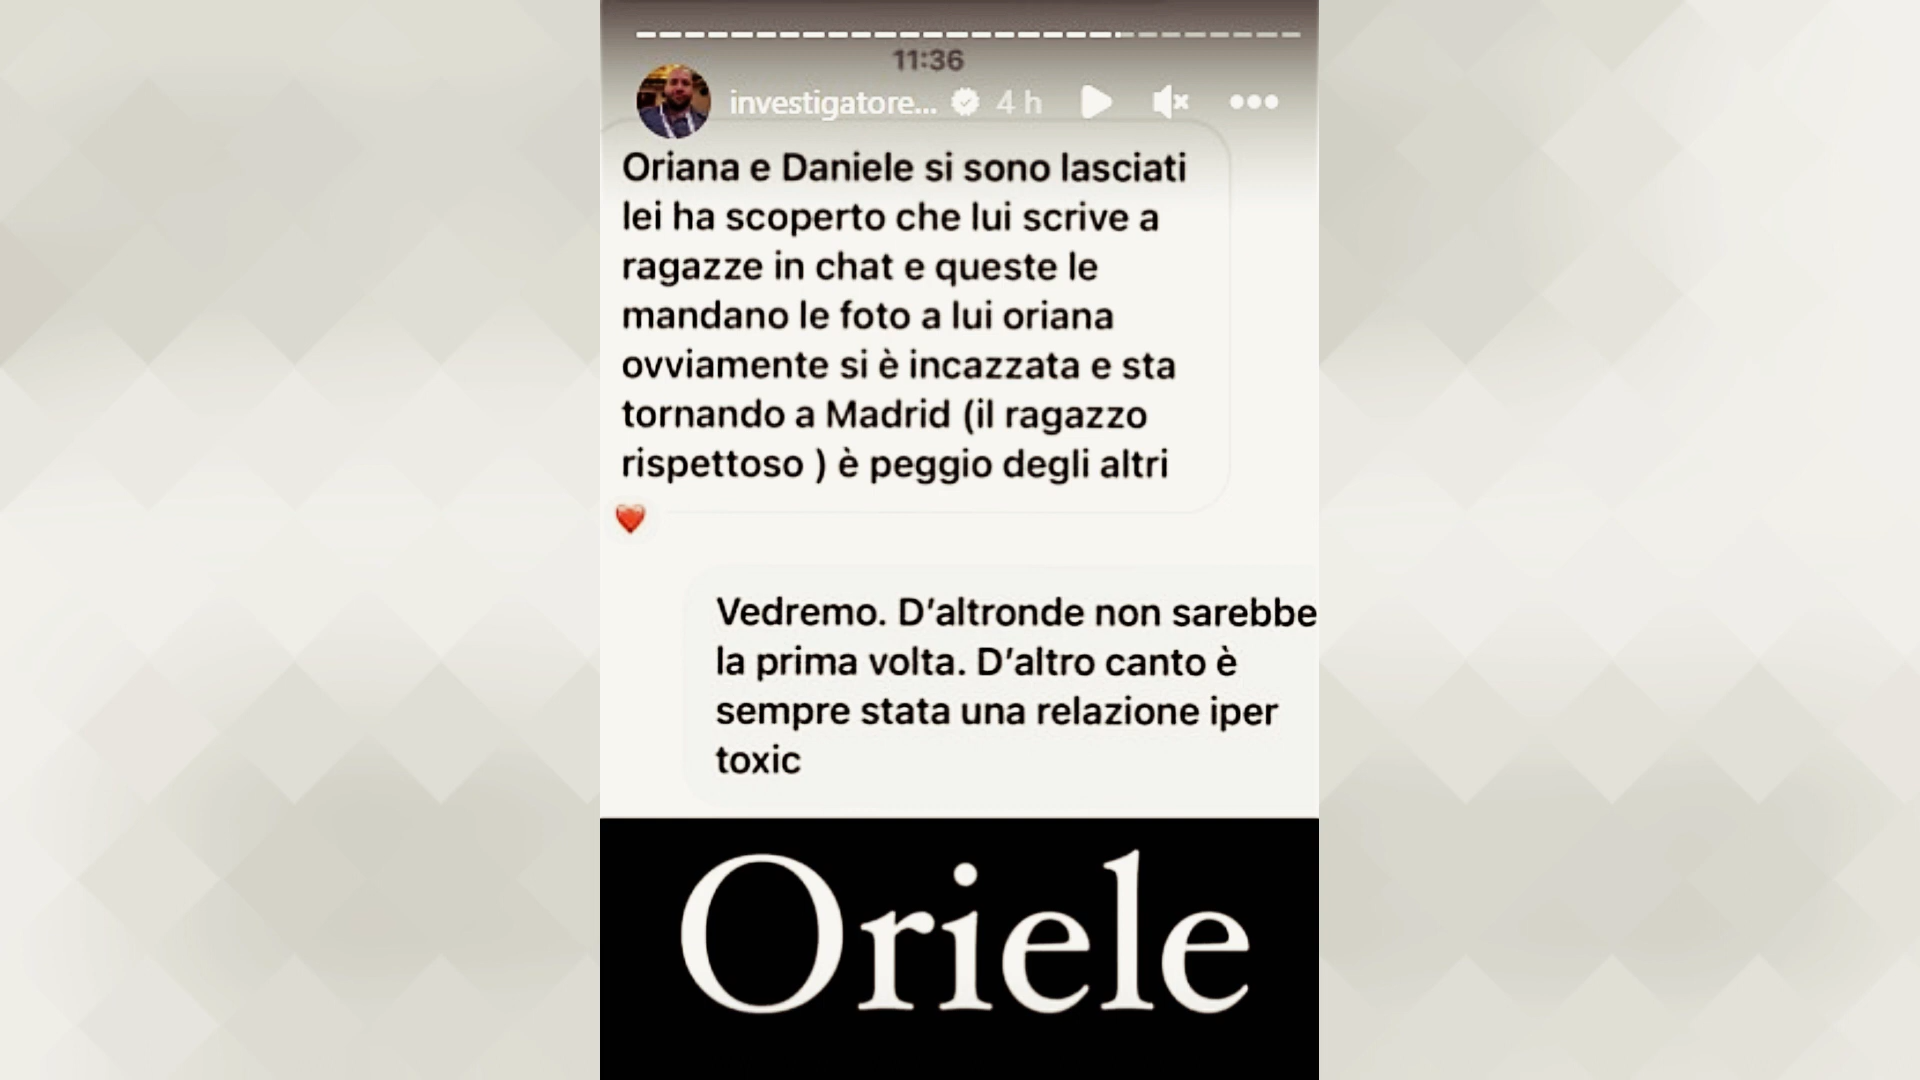 11:36
investigatore... 4 h
Oriana e Daniele si sono lasciati
lei ha scoperto che lui scrive a
ragazze in chat e queste le
mandano le foto a lui oriana
ovviamente si è incazzata e sta
tornando a Madrid (il ragazzo
rispettoso ) è peggio degli altri
Vedremo. D'altronde non sarebbe
la prima volta. D'altro canto è
sempre stata una relazione iper
toxic
Oriele